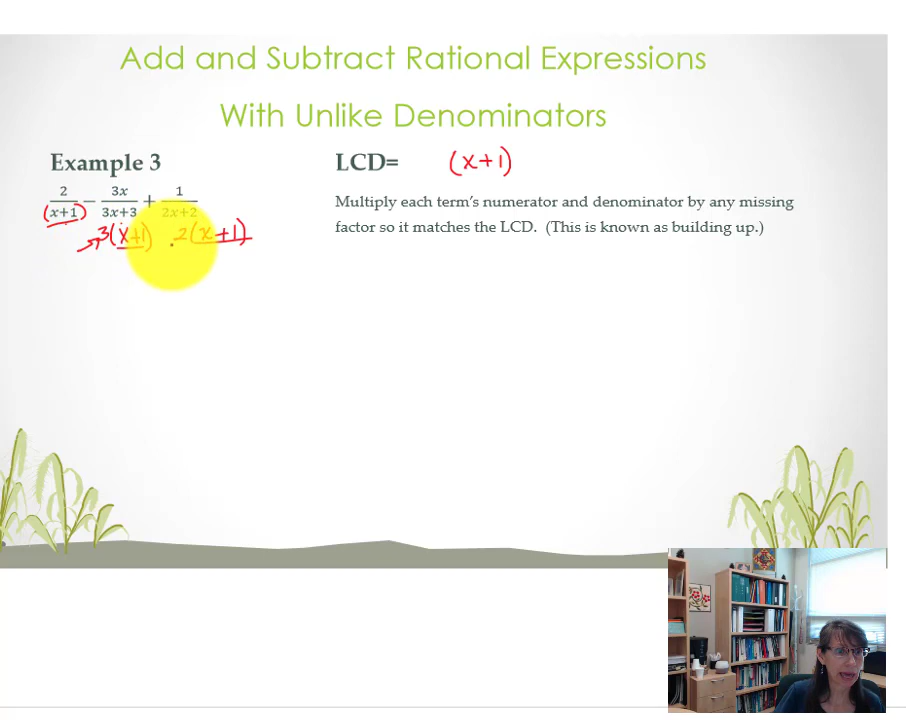 Add and Subtract Rational Expressions
With Unlike Denominators
Example 3
LCD= (x+1)
2/(x+1) − 3x/3x+3 + 1/2x+2
3(x+1) 2(x+1)
Multiply each term's numerator and denominator by any missing
factor so it matches the LCD. (This is known as building up.)